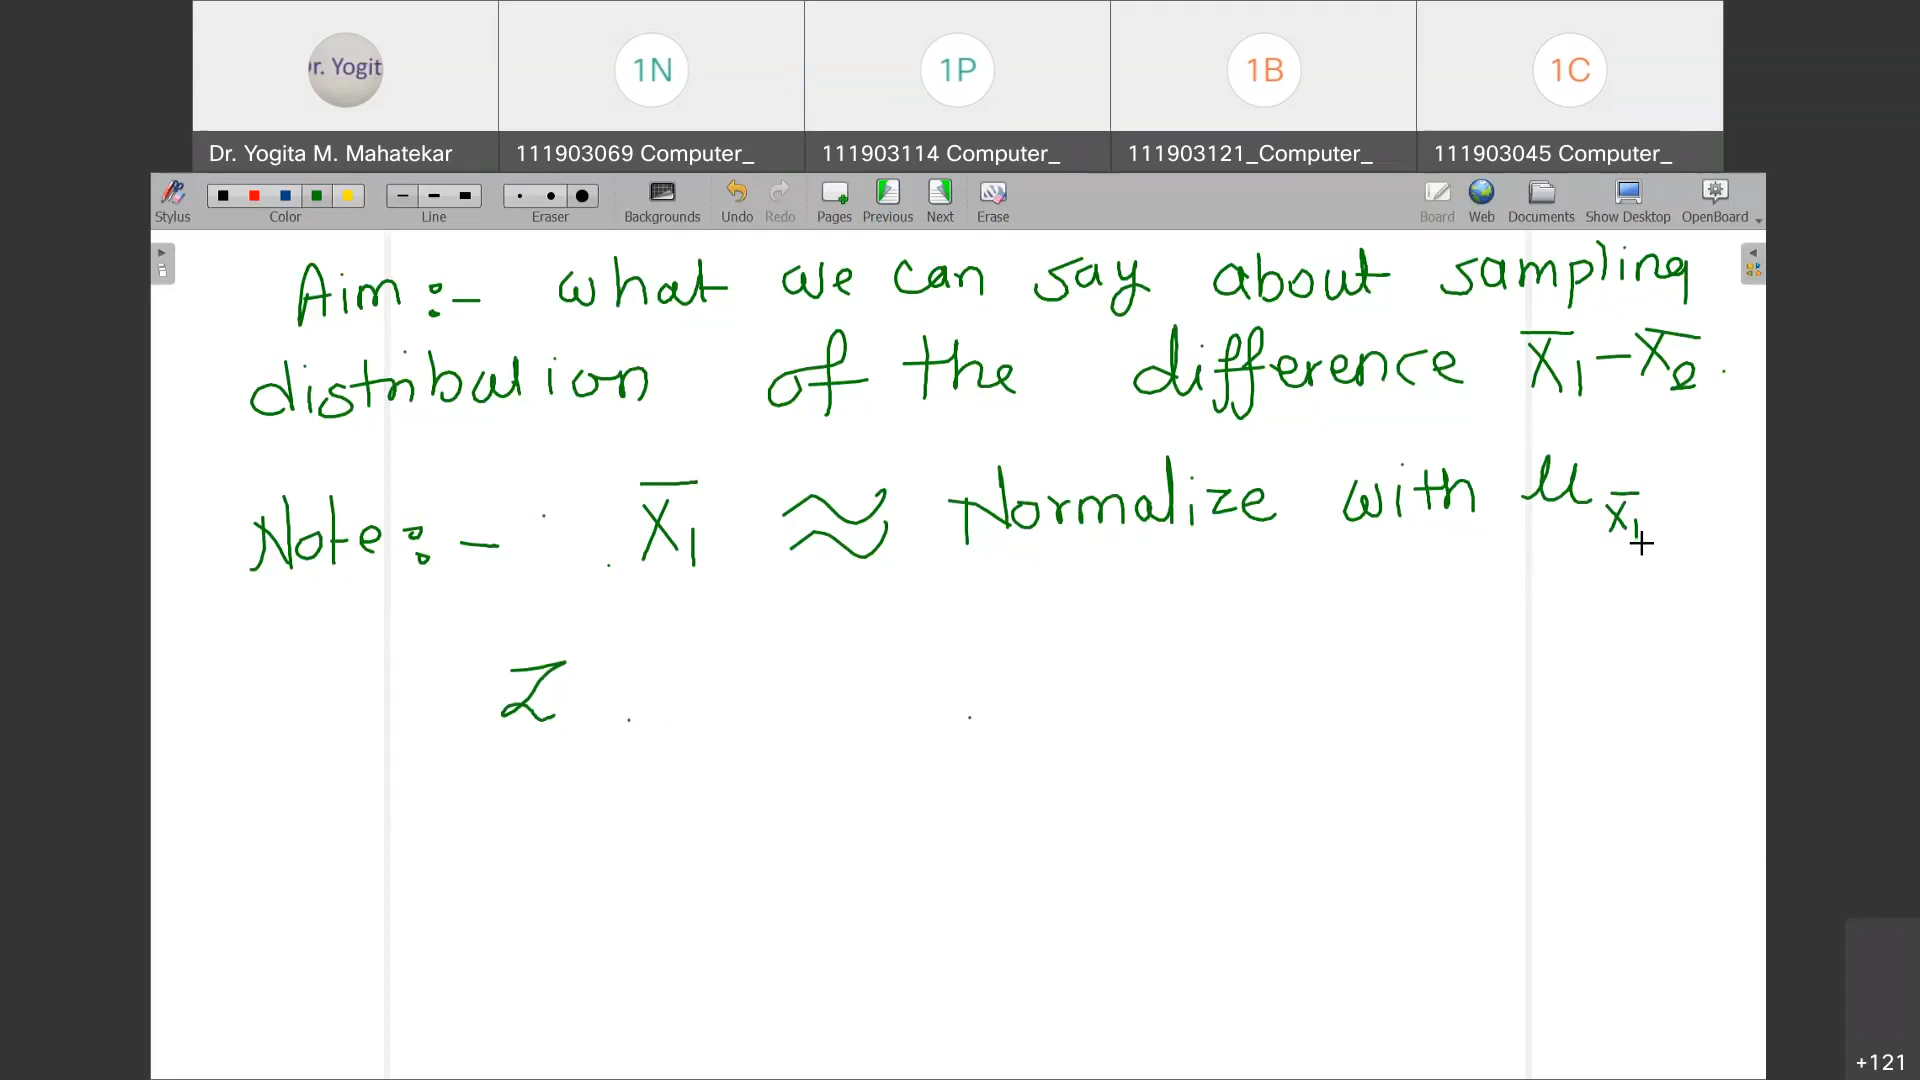 r. Yogit
1N
1P
1B
1C
Dr. Yogita M. Mahatekar
111903069 Computer_
111903114 Computer_
111903121_Computer_
111903045 Computer_
Stylus
Color
Line
Eraser
Backgrounds
Undo
Redo
Pages
Previous
Next
Erase
Board
Web
Documents
Show Desktop
OpenBoard
Aim :- what we can say about sampling
distribution of the difference X̅₁ - X̅₂.
Note :- X̅₁ ≈ Normalize with μ X̅₁
Z
+121